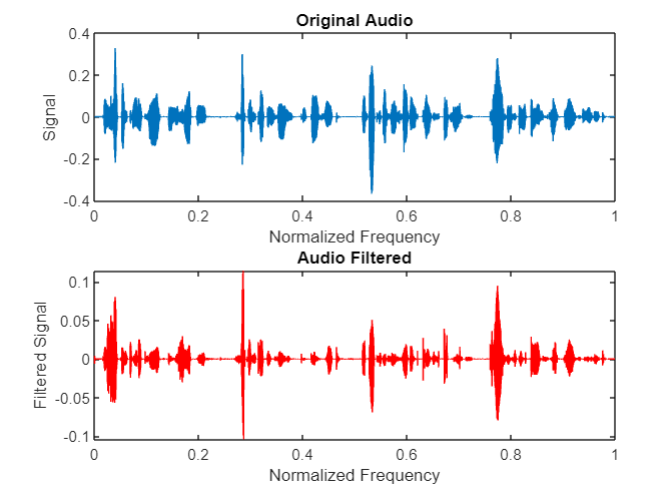 Original Audio
0.4
0.2
0
-0.2
-0.4
Signal
0 0.2 0.4 0.6 0.8 1
Normalized Frequency
Audio Filtered
0.1
0.05
0
-0.05
-0.1
Filtered Signal
0 0.2 0.4 0.6 0.8 1
Normalized Frequency